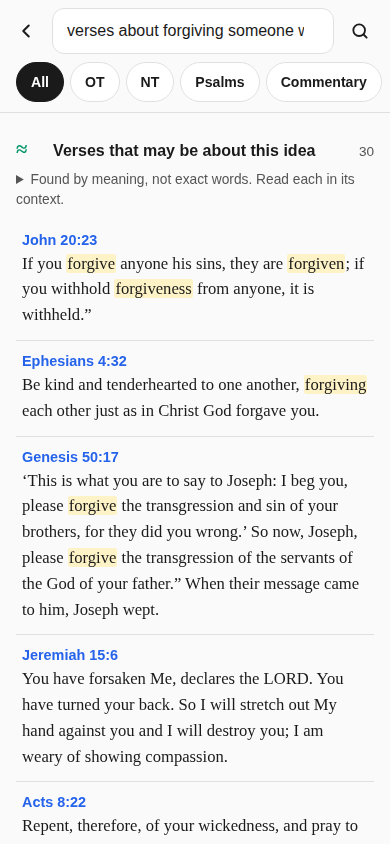 verses about forgiving someone w
All
OT
NT
Psalms
Commentary
≈ Verses that may be about this idea 30
▶ Found by meaning, not exact words. Read each in its
context.
John 20:23
If you forgive anyone his sins, they are forgiven; if
you withhold forgiveness from anyone, it is
withheld.”
Ephesians 4:32
Be kind and tenderhearted to one another, forgiving
each other just as in Christ God forgave you.
Genesis 50:17
‘This is what you are to say to Joseph: I beg you,
please forgive the transgression and sin of your
brothers, for they did you wrong.’ So now, Joseph,
please forgive the transgression of the servants of
the God of your father.” When their message came
to him, Joseph wept.
Jeremiah 15:6
You have forsaken Me, declares the LORD. You
have turned your back. So I will stretch out My
hand against you and I will destroy you; I am
weary of showing compassion.
Acts 8:22
Repent, therefore, of your wickedness, and pray to